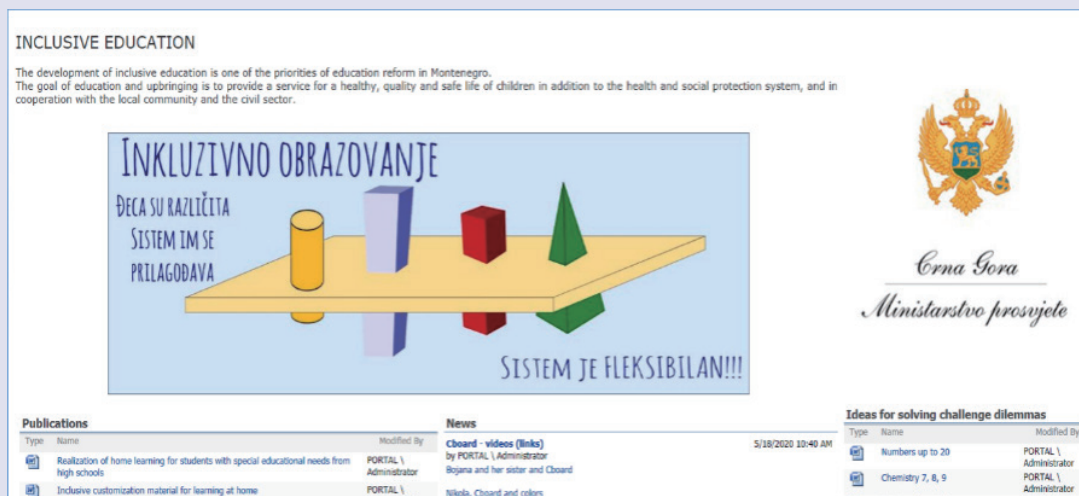 INCLUSIVE EDUCATION
The development of inclusive education is one of the priorities of education reform in Montenegro.
The goal of education and upbringing is to provide a service for a healthy, quality and safe life of children in addition to the health and social protection system, and in
cooperation with the local community and the civil sector.
INKLUZIVNO OBRAZOVANJE
ĐECA SU RAZLIČITA
SISTEM IM SE
PRILAGOĐAVA
SISTEM JE FLEKSIBILAN!!!
Crna Gora
Ministarstvo prosvjete
Publications
Type Name Modified By
Realization of home learning for students with special educational needs from PORTAL \
high schools Administrator
Inclusive customization material for learning at home PORTAL \
News
Cboard - videos (links) 5/18/2020 10:40 AM
by PORTAL \ Administrator
Bojana and her sister and Cboard
Nikola, Cboard and colors
Ideas for solving challenge dilemmas
Type Name Modified By
Numbers up to 20 PORTAL \
Administrator
Chemistry 7, 8, 9 PORTAL \
Administrator